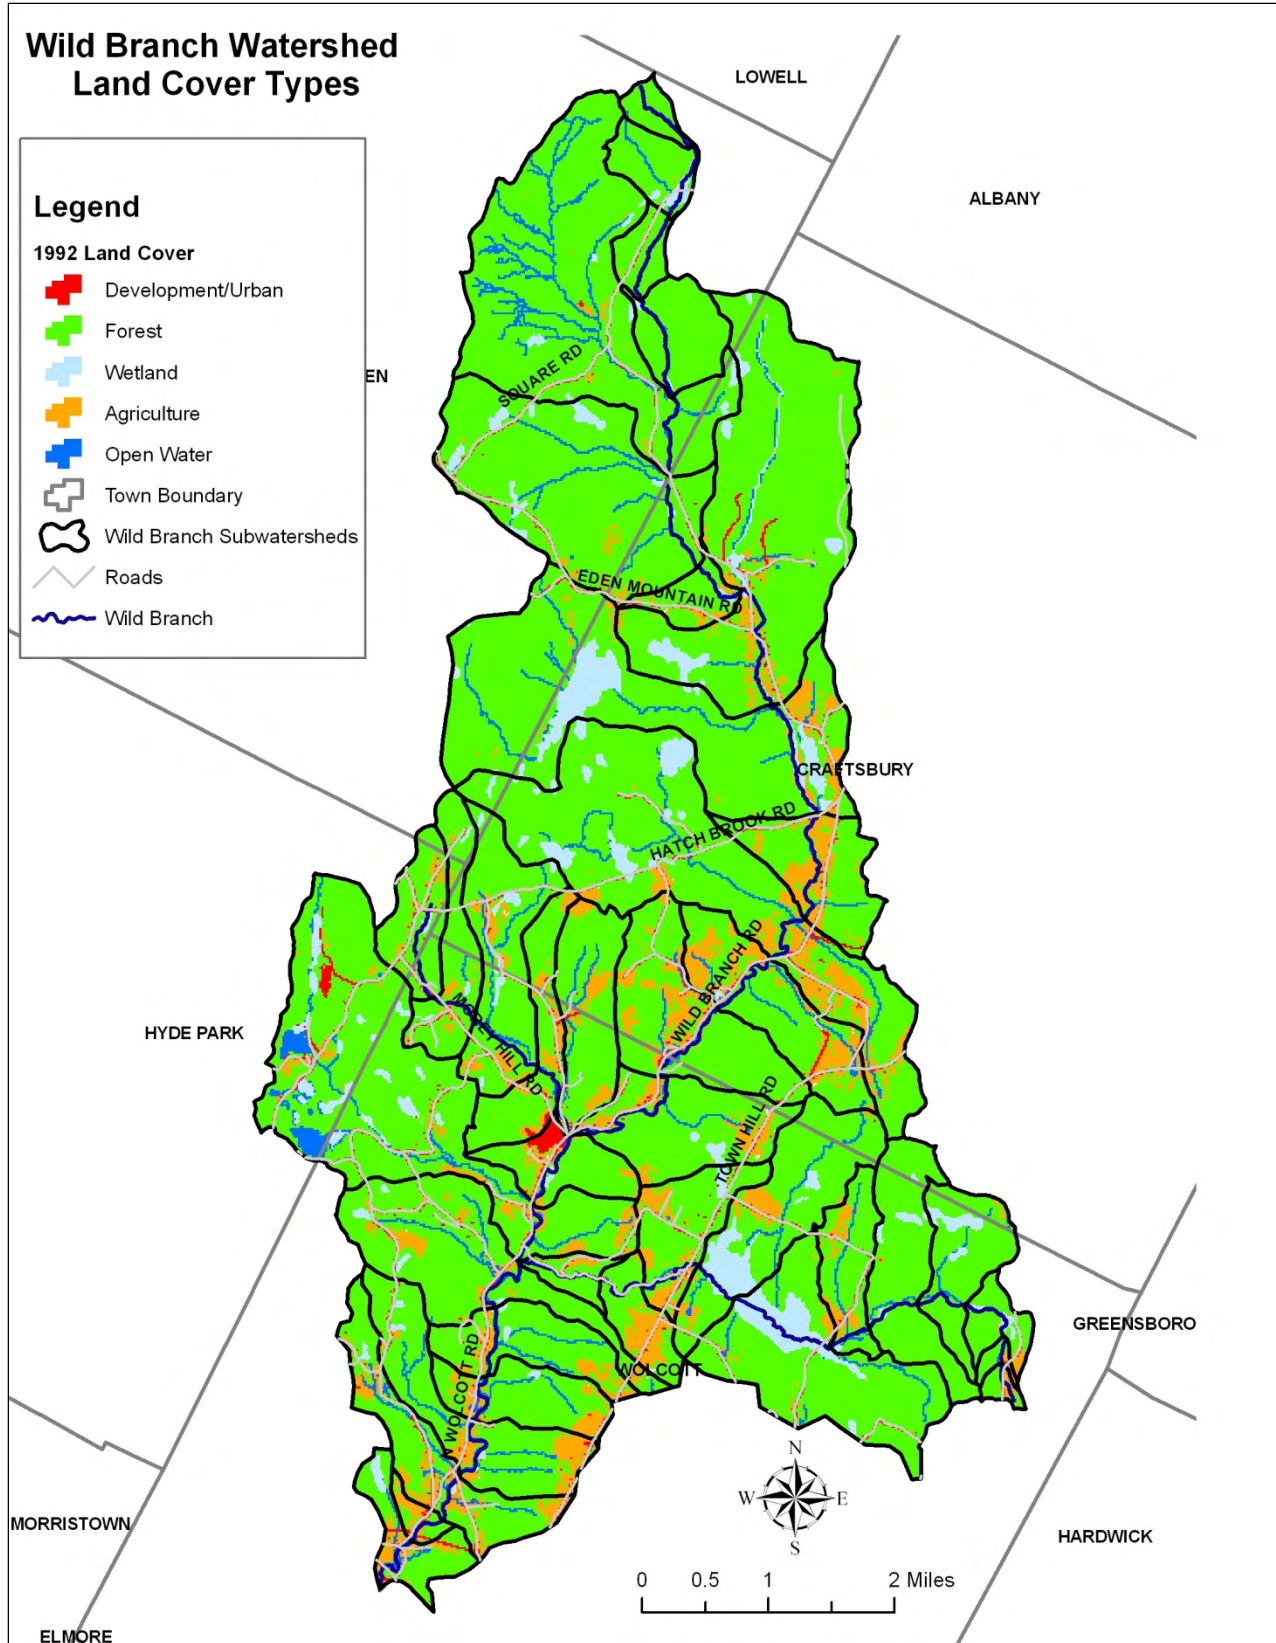 Wild Branch Watershed
Land Cover Types
LOWELL
ALBANY
Legend
1992 Land Cover
Development/Urban
Forest
Wetland
Agriculture
Open Water
Town Boundary
Wild Branch Subwatersheds
Roads
Wild Branch
EN
SQUARE RD
EDEN MOUNTAIN RD
CRAFTSBURY
HATCH BROOK RD
WILD BRANCH RD
HYDE PARK
MOREY HILL RD
TOWN HILL RD
GREENSBORO
WOLCOTT
N WOLCOTT RD
N
W E
S
MORRISTOWN
HARDWICK
0 0.5 1 2 Miles
ELMORE